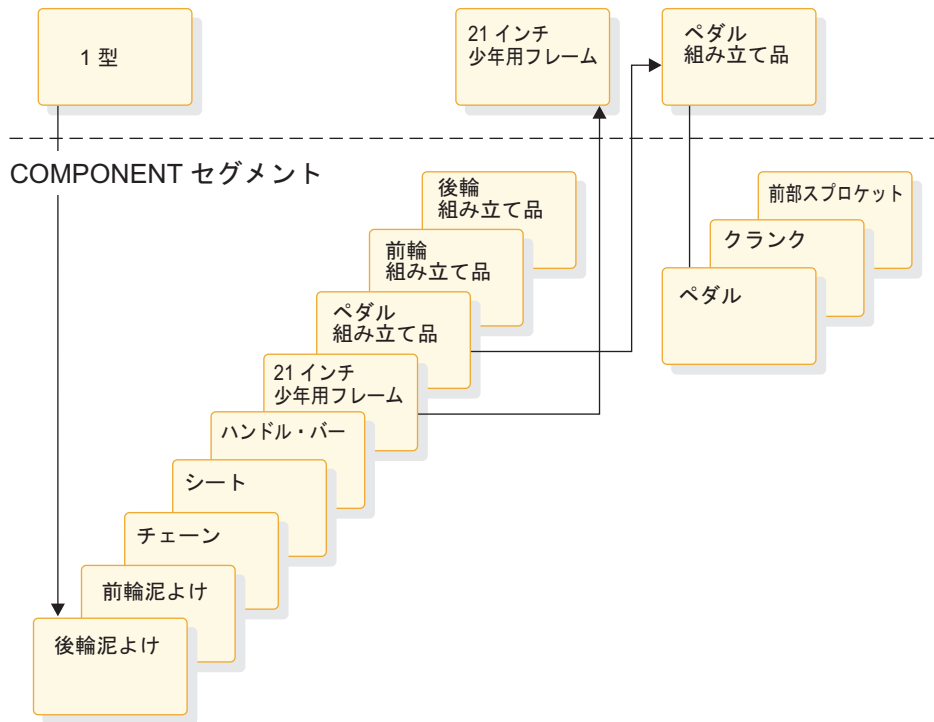 1 型
21 インチ
少年用フレーム
ペダル
組み立て品
COMPONENT セグメント
後輪
組み立て品
前輪
組み立て品
ペダル
組み立て品
21 インチ
少年用フレーム
ハンドル・バー
シート
チェーン
前輪泥よけ
後輪泥よけ
前部スプロケット
クランク
ペダル